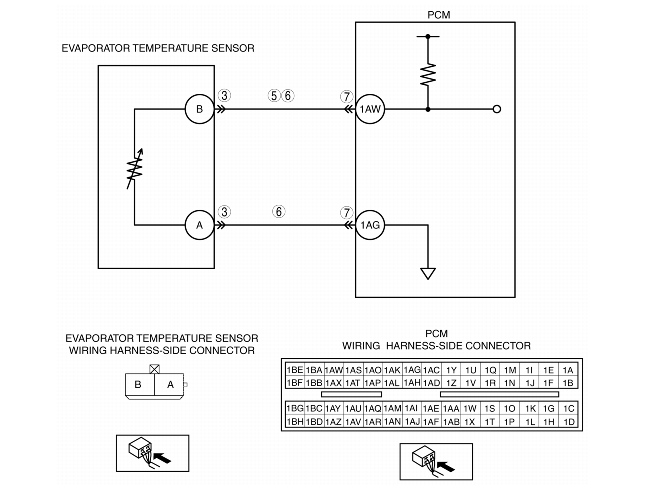 PCM
EVAPORATOR TEMPERATURE SENSOR
B 3 5 6 7 1AW
A 3 6 7 1AG
EVAPORATOR TEMPERATURE SENSOR
WIRING HARNESS-SIDE CONNECTOR
B A
PCM
WIRING HARNESS-SIDE CONNECTOR
1BE 1BA 1AW 1AS 1AO 1AK 1AG 1AC 1Y 1U 1Q 1M 1I 1E 1A
1BF 1BB 1AX 1AT 1AP 1AL 1AH 1AD 1Z 1V 1R 1N 1J 1F 1B
1BG 1BC 1AY 1AU 1AQ 1AM 1AI 1AE 1AA 1W 1S 1O 1K 1G 1C
1BH 1BD 1AZ 1AV 1AR 1AN 1AJ 1AF 1AB 1X 1T 1P 1L 1H 1D